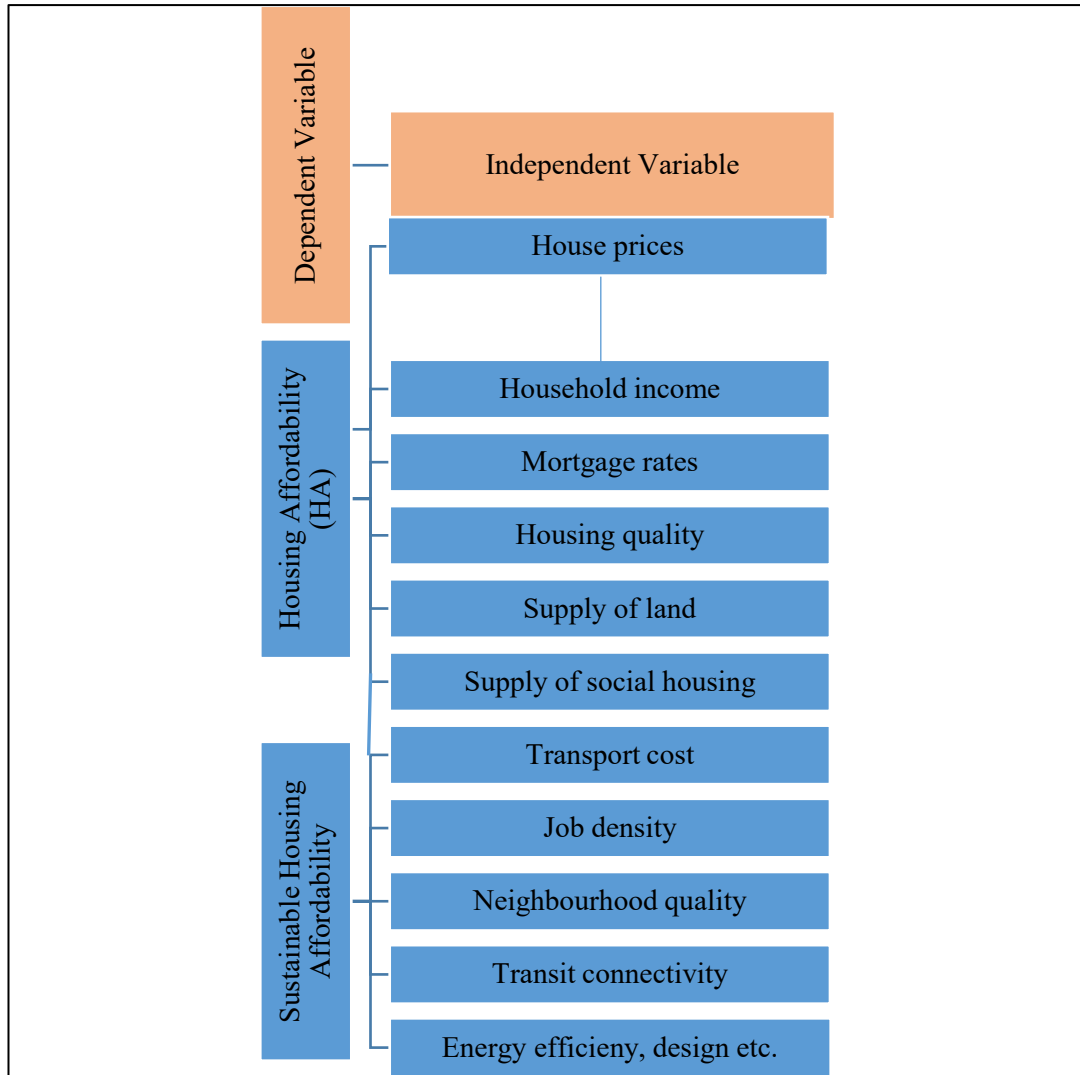 Dependent Variable
Independent Variable
House prices
Housing Affordability
(HA)
Household income
Mortgage rates
Housing quality
Supply of land
Supply of social housing
Sustainable Housing
Affordability
Transport cost
Job density
Neighbourhood quality
Transit connectivity
Energy efficieny, design etc.